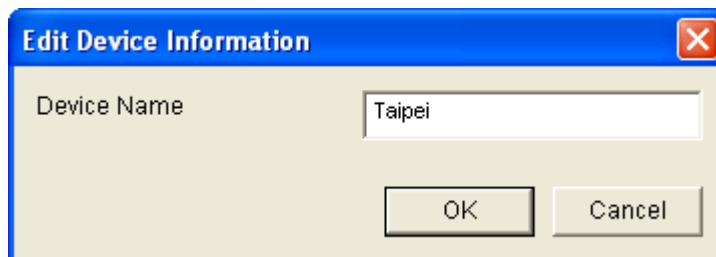 Edit Device Information
Device Name
Taipei
OK
Cancel